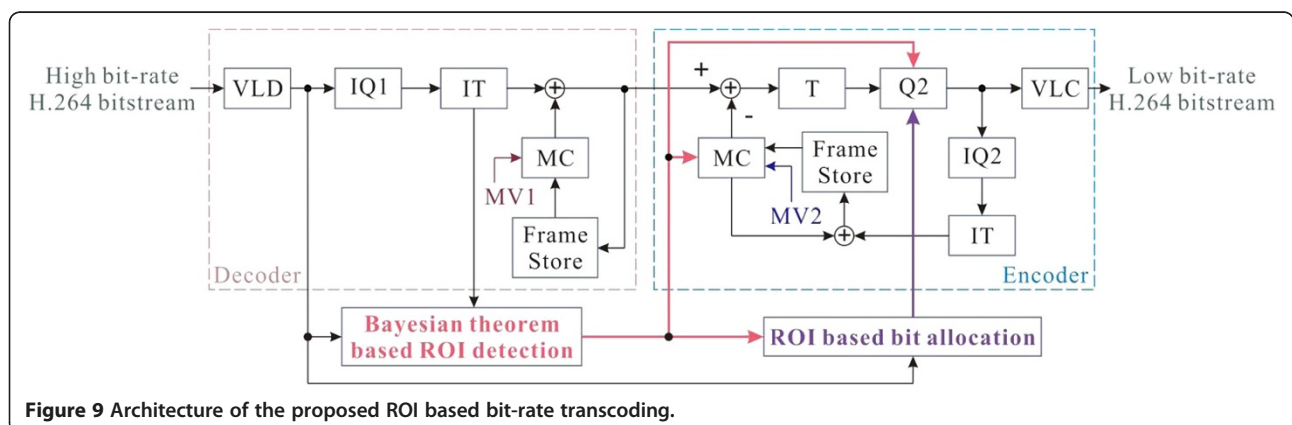 High bit-rate
H.264 bitstream
VLD
IQ1
IT
MC
MV1
Frame
Store
Decoder
+
-
T
Q2
VLC
Low bit-rate
H.264 bitstream
MC
Frame
Store
MV2
IQ2
IT
Encoder
Bayesian theorem
based ROI detection
ROI based bit allocation
Figure 9 Architecture of the proposed ROI based bit-rate transcoding.